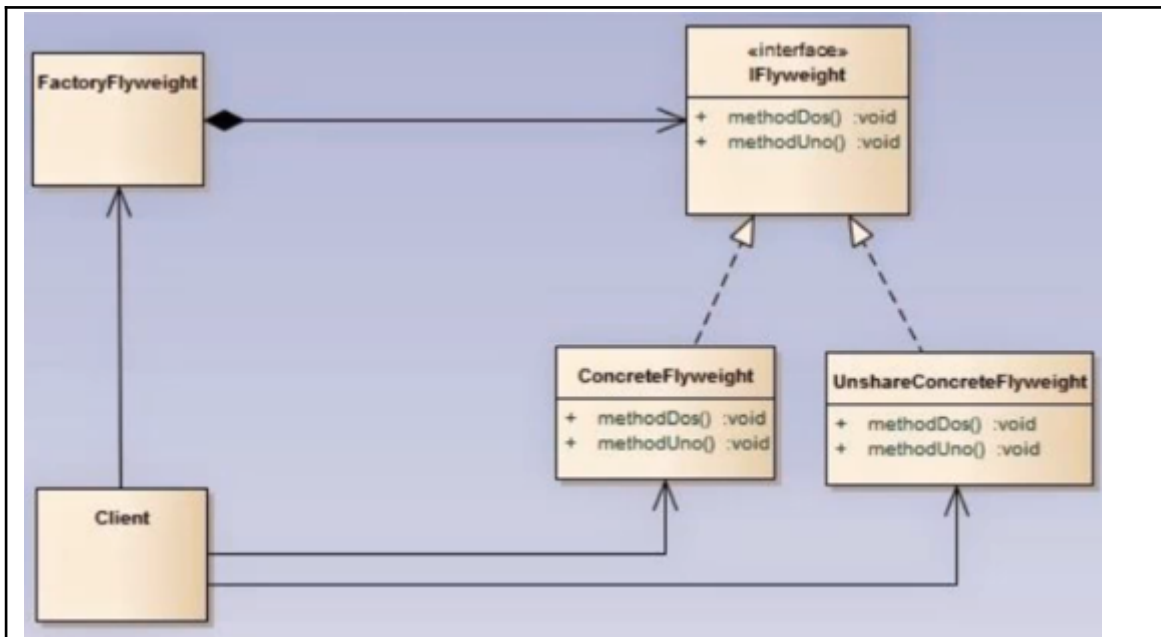 FactoryFlyweight
«interface»
IFlyweight
+ methodDos() :void
+ methodUno() :void
ConcreteFlyweight
+ methodDos() :void
+ methodUno() :void
UnshareConcreteFlyweight
+ methodDos() :void
+ methodUno() :void
Client